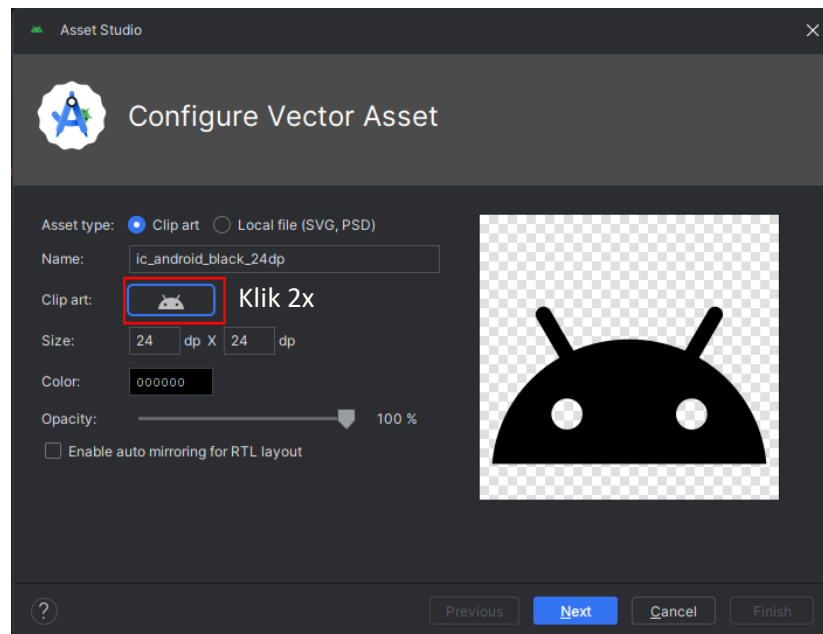 Asset Studio
Configure Vector Asset
Asset type: Clip art Local file (SVG, PSD)
Name: ic_android_black_24dp
Clip art: Klik 2x
Size: 24 dp X 24 dp
Color: 000000
Opacity: 100 %
Enable auto mirroring for RTL layout
? Previous Next Cancel Finish